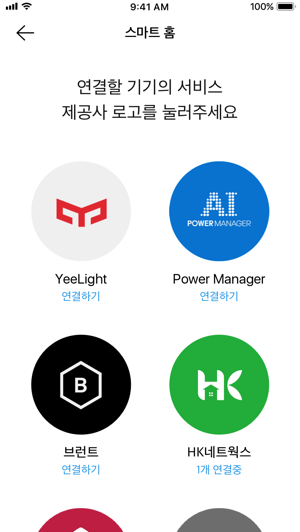 9:41 AM
100%
스마트 홈
연결할 기기의 서비스
제공사 로고를 눌러주세요
AI
POWER MANAGER
YeeLight
Power Manager
연결하기
연결하기
B
HK
브런트
HK네트웍스
연결하기
1개 연결중